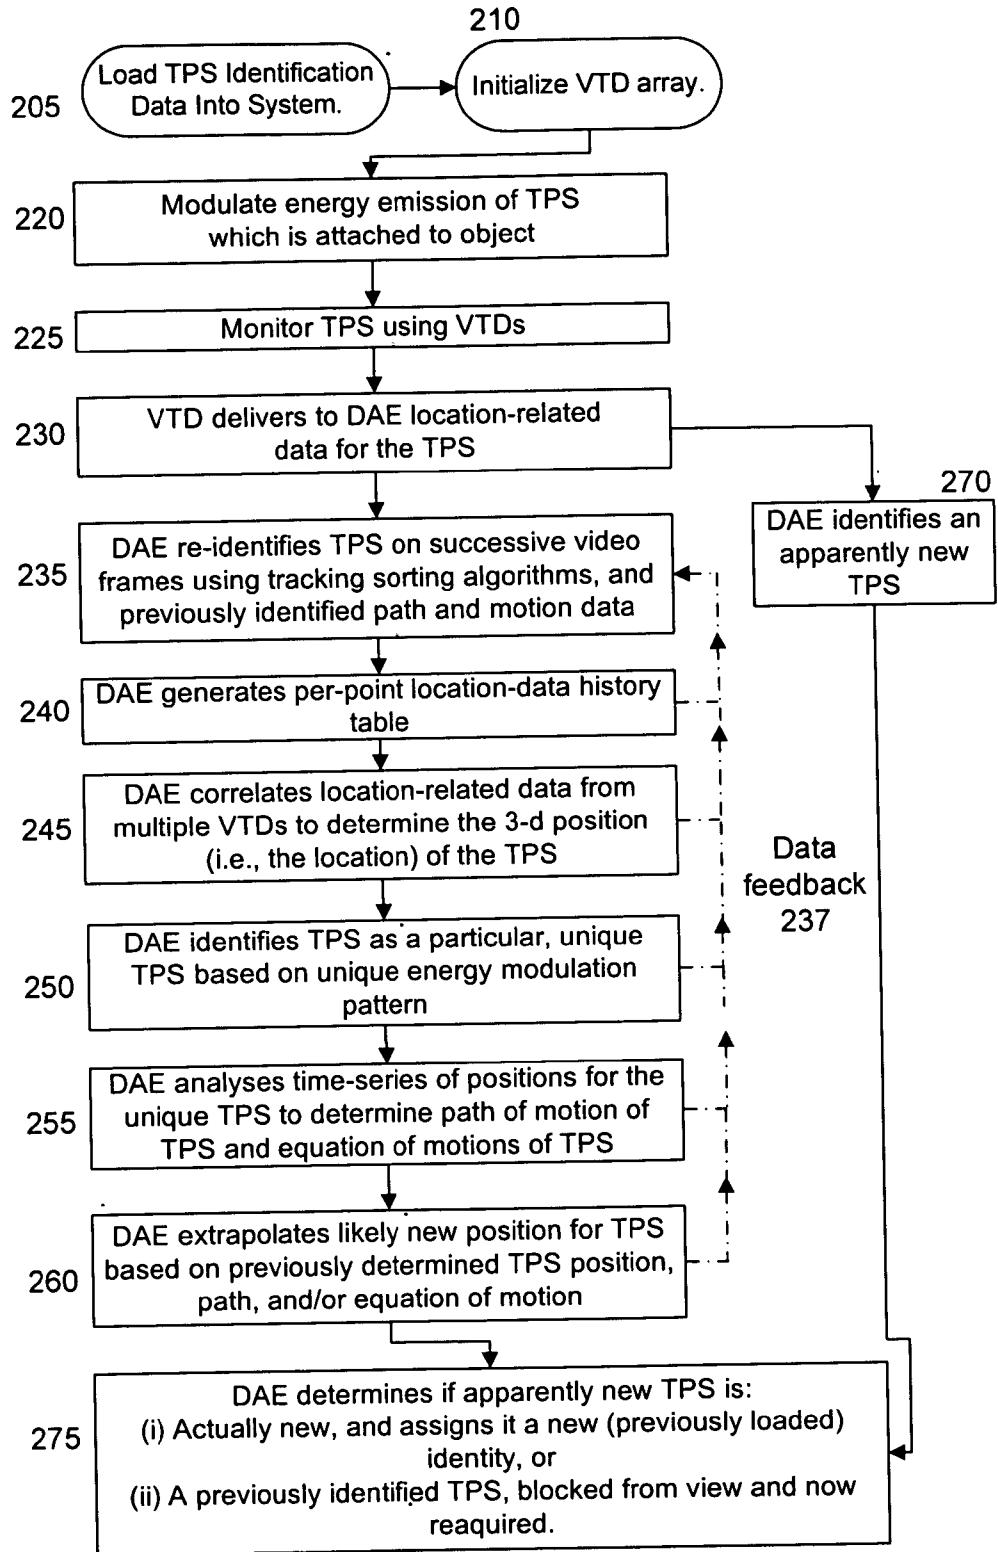 210
Load TPS Identification
Data Into System.
Initialize VTD array.
205
220
Modulate energy emission of TPS
which is attached to object
225
Monitor TPS using VTDs
230
VTD delivers to DAE location-related
data for the TPS
270
DAE identifies an
apparently new
TPS
235
DAE re-identifies TPS on successive video
frames using tracking sorting algorithms, and
previously identified path and motion data
240
DAE generates per-point location-data history
table
245
DAE correlates location-related data from
multiple VTDs to determine the 3-d position
(i.e., the location) of the TPS
Data
feedback
237
250
DAE identifies TPS as a particular, unique
TPS based on unique energy modulation
pattern
255
DAE analyses time-series of positions for the
unique TPS to determine path of motion of
TPS and equation of motions of TPS
260
DAE extrapolates likely new position for TPS
based on previously determined TPS position,
path, and/or equation of motion
275
DAE determines if apparently new TPS is:
(i) Actually new, and assigns it a new (previously loaded)
identity, or
(ii) A previously identified TPS, blocked from view and now
reaquired.